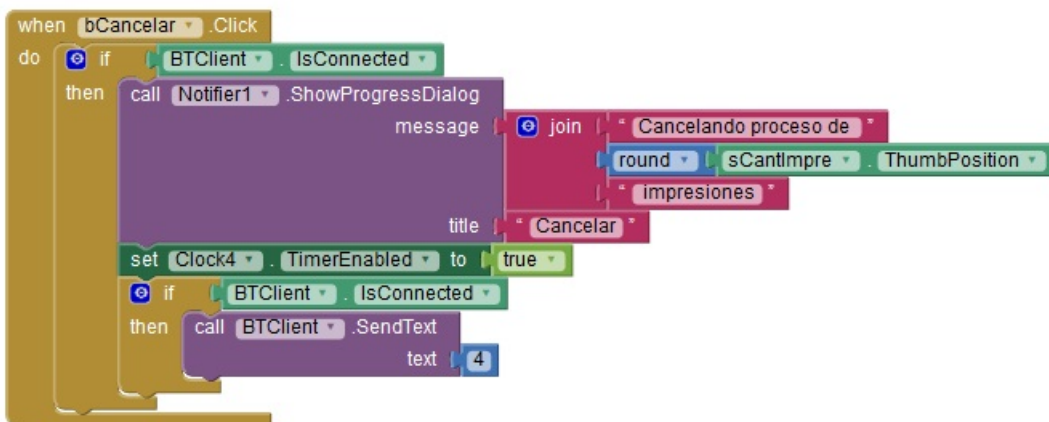 when bCancelar .Click
do if BTClient . IsConnected
then call Notifier1 .ShowProgressDialog
message join " Cancelando proceso de "
round sCantImpre . ThumbPosition
" impresiones "
title " Cancelar "
set Clock4 . TimerEnabled to true
if BTClient . IsConnected
then call BTClient .SendText
text 4